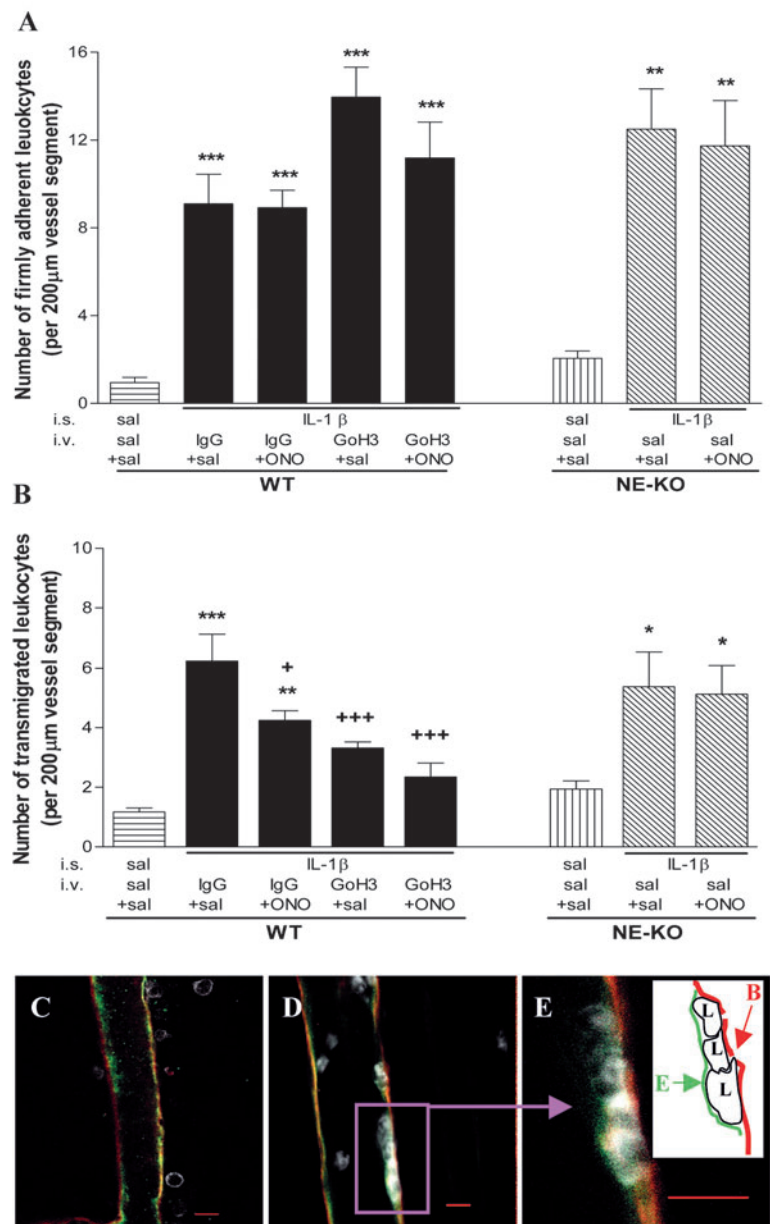 A
Number of firmly adherent leuokcytes
(per 200μm vessel segment)
16
12
8
4
0
***
***
***
***
**
**
i.s. sal IL-1 β sal IL-1β
i.v. sal IgG IgG GoH3 GoH3 sal sal sal
+sal +sal +ONO +sal +ONO +sal +sal +ONO
WT NE-KO
B
Number of transmigrated leukocytes
(per 200μm vessel segment)
10
8
6
4
2
0
***
+
**
+++
+++
*
*
i.s. sal IL-1β sal IL-1β
i.v. sal IgG IgG GoH3 GoH3 sal sal sal
+sal +sal +ONO +sal +ONO +sal +sal +ONO
WT NE-KO
C D E
B
L
L
E
L